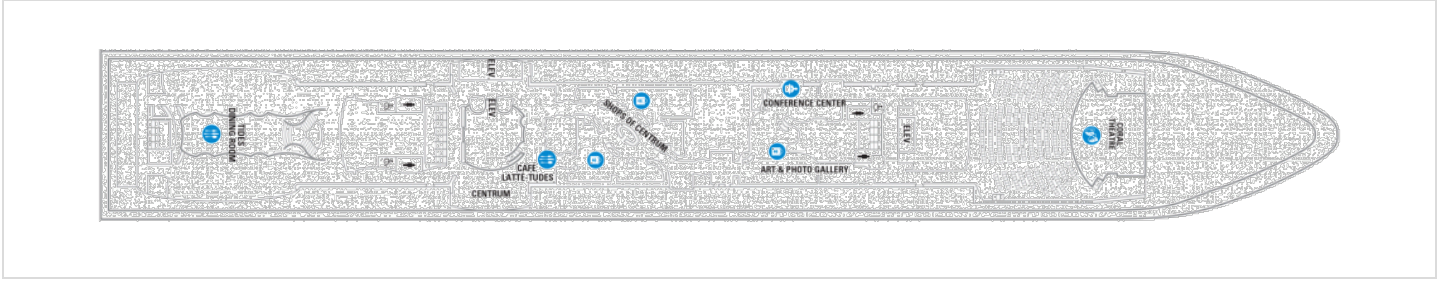 ELEV
ELEV
TIDES
DINING ROOM
SHOPS OF CENTRUM
CONFERENCE CENTER
ELEV
CORAL
THEATRE
CAFE
LATTE-TUDES
ART & PHOTO GALLERY
CENTRUM